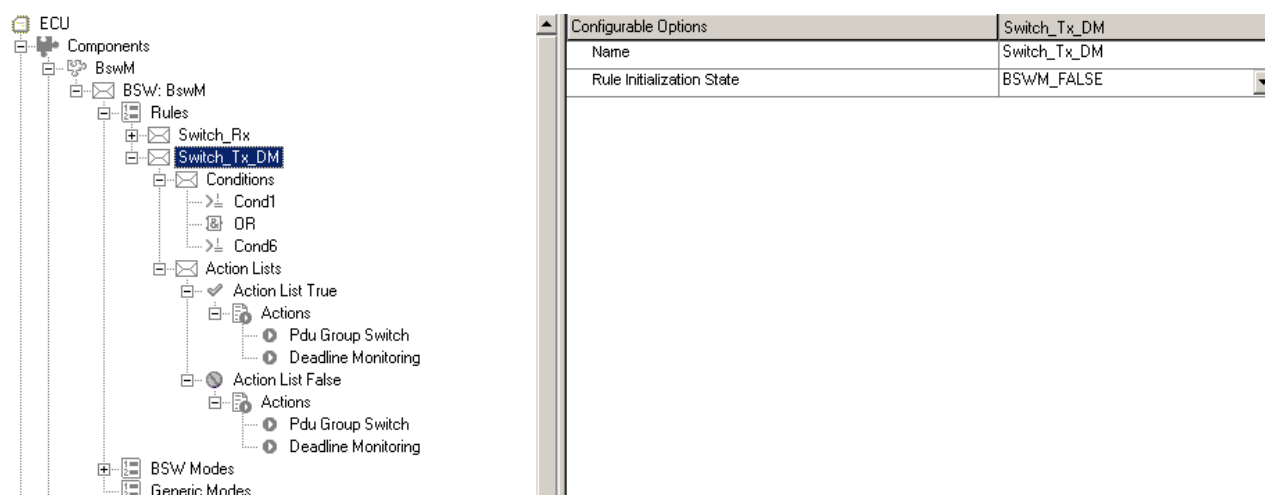 ECU
Components
BswM
BSW: BswM
Rules
Switch_Rx
Switch_Tx_DM
Conditions
Cond1
OR
Cond6
Action Lists
Action List True
Actions
Pdu Group Switch
Deadline Monitoring
Action List False
Actions
Pdu Group Switch
Deadline Monitoring
BSW Modes
Generic Modes
Configurable Options Switch_Tx_DM
Name Switch_Tx_DM
Rule Initialization State BSWM_FALSE